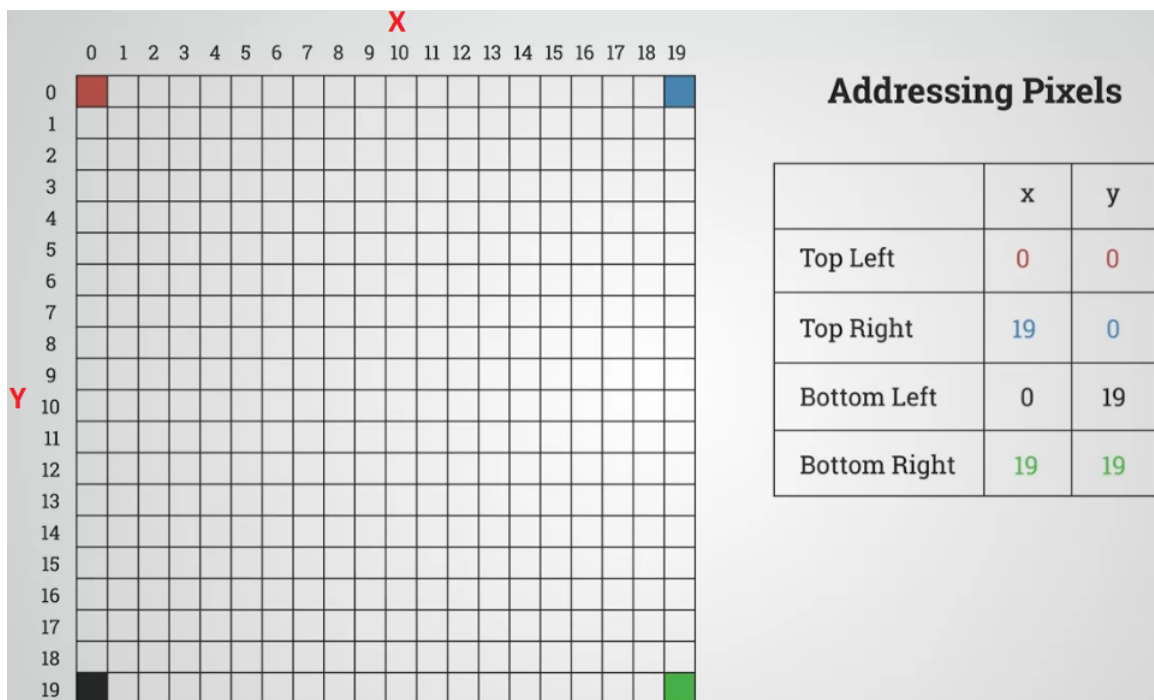 X
0 1 2 3 4 5 6 7 8 9 10 11 12 13 14 15 16 17 18 19
0
1
2
3
4
5
6
7
8
9
Y
10
11
12
13
14
15
16
17
18
19
Addressing Pixels
x y
Top Left 0 0
Top Right 19 0
Bottom Left 0 19
Bottom Right 19 19